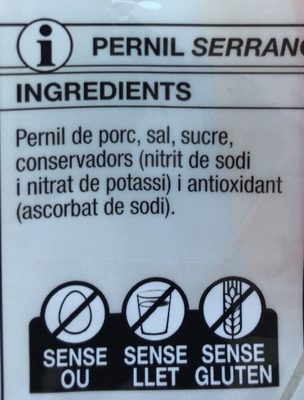 i PERNIL SERRANO
INGREDIENTS
Pernil de porc, sal, sucre,
conservadors (nitrit de sodi
i nitrat de potassi) i antioxidant
(ascorbat de sodi).
SENSE OU
SENSE LLET
SENSE GLUTEN